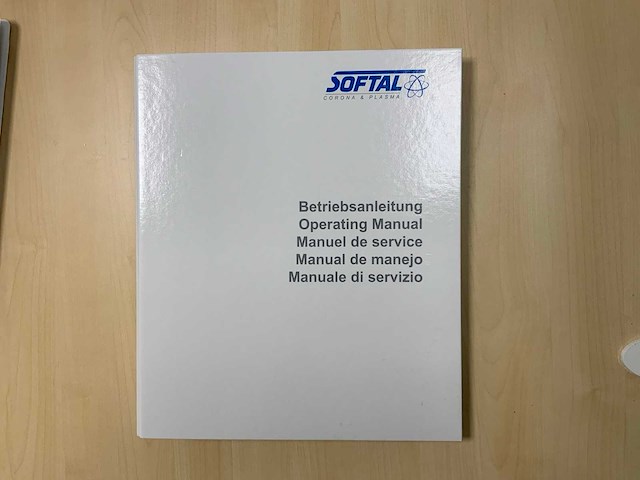 SOFTAL
CORONA & PLASMA
Betriebsanleitung
Operating Manual
Manuel de service
Manual de manejo
Manuale di servizio